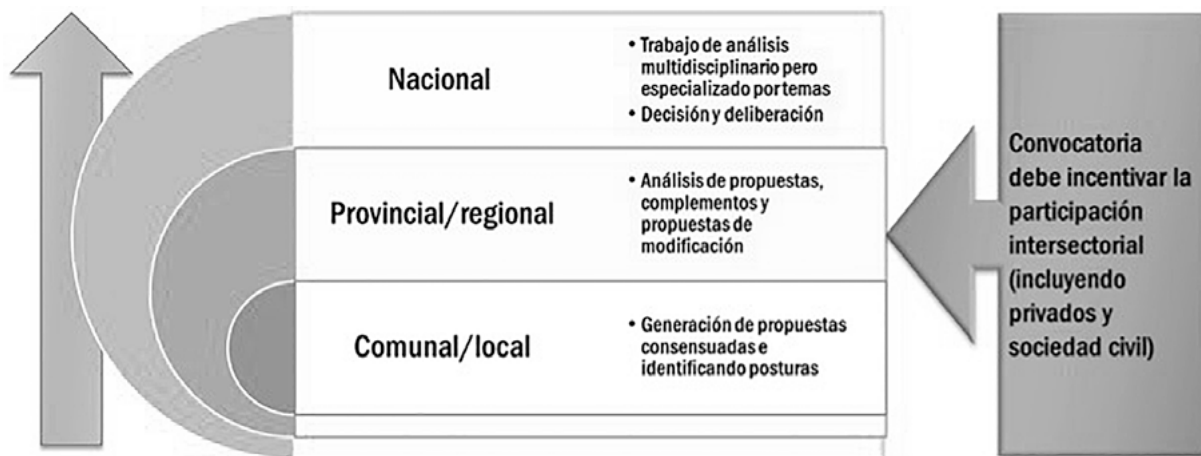 Nacional
• Trabajo de análisis
multidisciplinario pero
especializado por temas
• Decisión y deliberación
Provincial/regional
• Análisis de propuestas,
complementos y
propuestas de
modificación
Comunal/local
• Generación de propuestas
consensuadas e
identificando posturas
Convocatoria
debe incentivar la
participación
intersectorial
(incluyendo
privados y
sociedad civil)